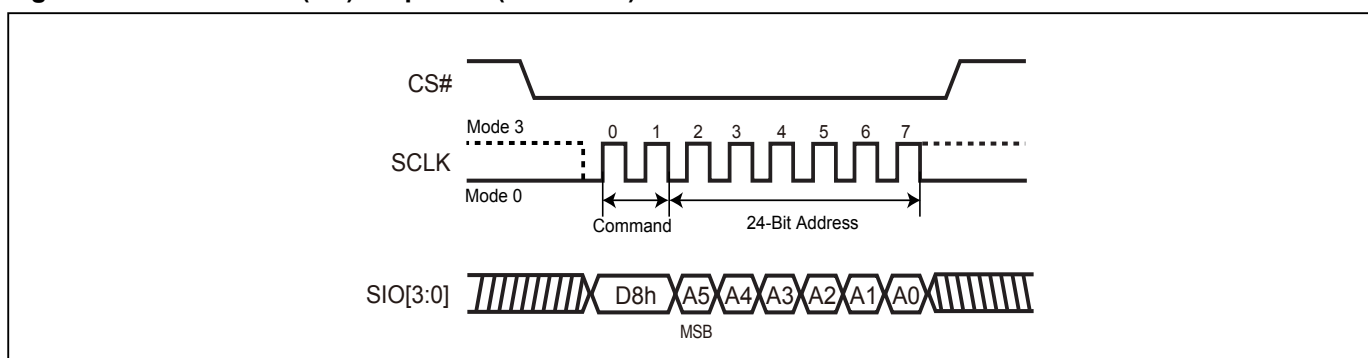 CS#
Mode 3
0 1 2 3 4 5 6 7
SCLK
Mode 0
Command
24-Bit Address
SIO[3:0]
D8h A5 A4 A3 A2 A1 A0
MSB